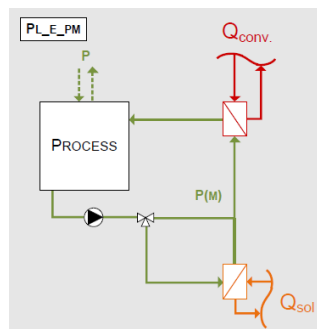 PL_E_PM
P
Qconv.
PROCESS
P(M)
Qsol